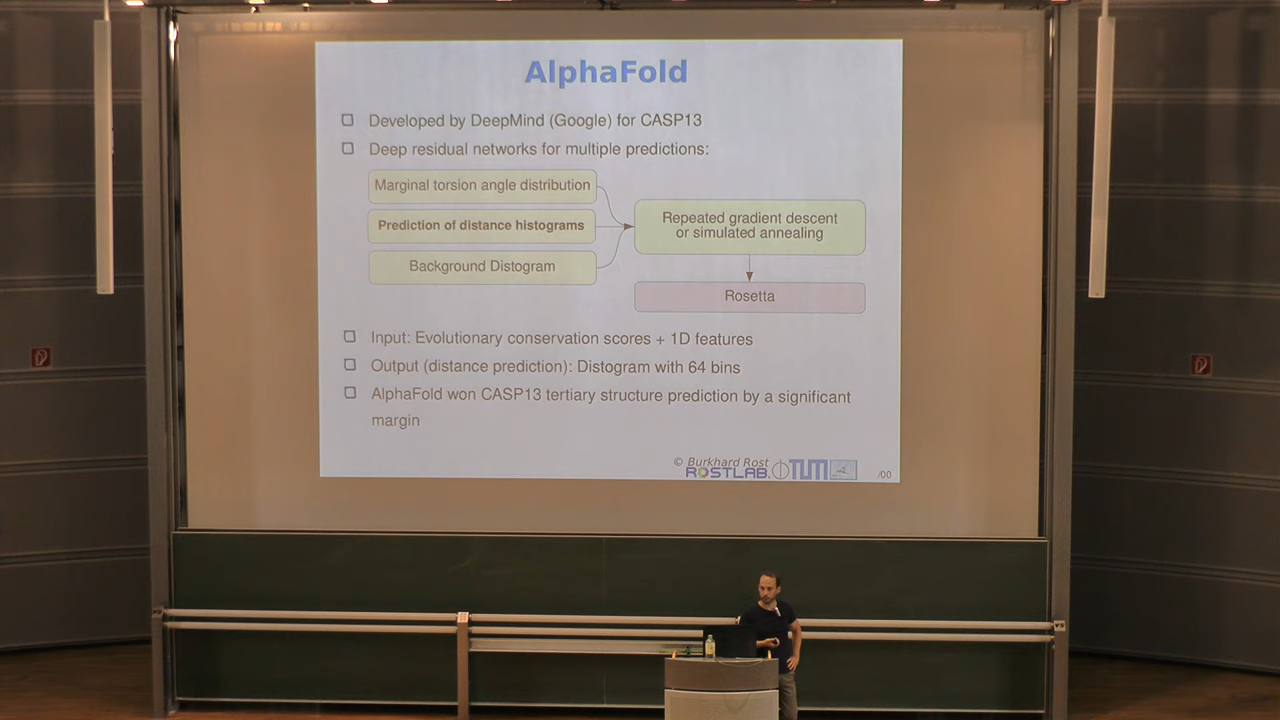 AlphaFold
Developed by DeepMind (Google) for CASP13
Deep residual networks for multiple predictions:
Marginal torsion angle distribution
Prediction of distance histograms
Background Distogram
Repeated gradient descent
or simulated annealing
Rosetta
Input: Evolutionary conservation scores + 1D features
Output (distance prediction): Distogram with 64 bins
AlphaFold won CASP13 tertiary structure prediction by a significant
margin
© Burkhard Rost
ROSTLAB TUM
/00